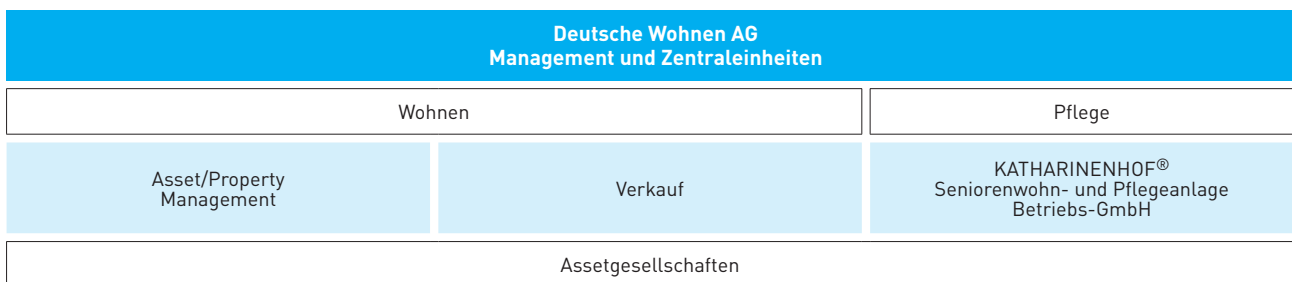 Deutsche Wohnen AG
Management und Zentraleinheiten
Wohnen
Pflege
Asset/Property
Management
Verkauf
KATHARINENHOF®
Seniorenwohn- und Pflegeanlage
Betriebs-GmbH
Assetgesellschaften